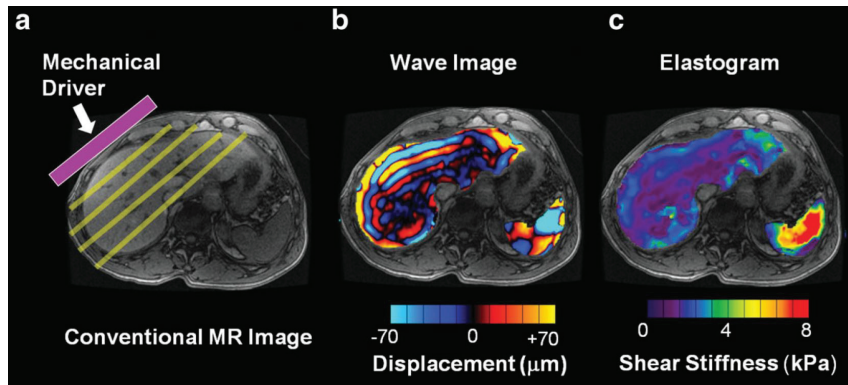 a
Mechanical
Driver
Conventional MR Image
b
Wave Image
-70
0
+70
Displacement (μm)
c
Elastogram
0
4
8
Shear Stiffness (kPa)